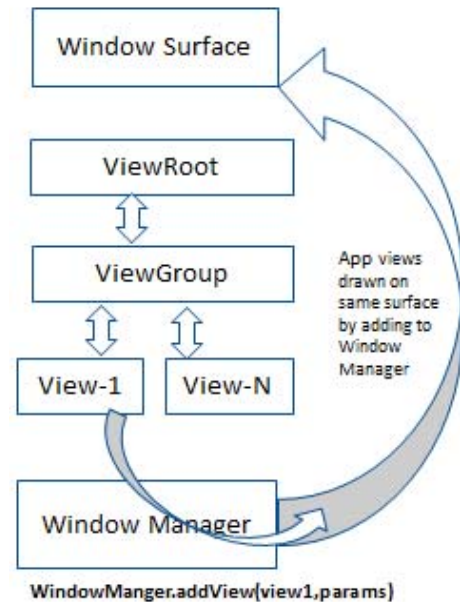 Window Surface
ViewRoot
ViewGroup
App views
drawn on
same surface
by adding to
Window
Manager
View-1
View-N
Window Manager
WindowManger.addView(view1,params)